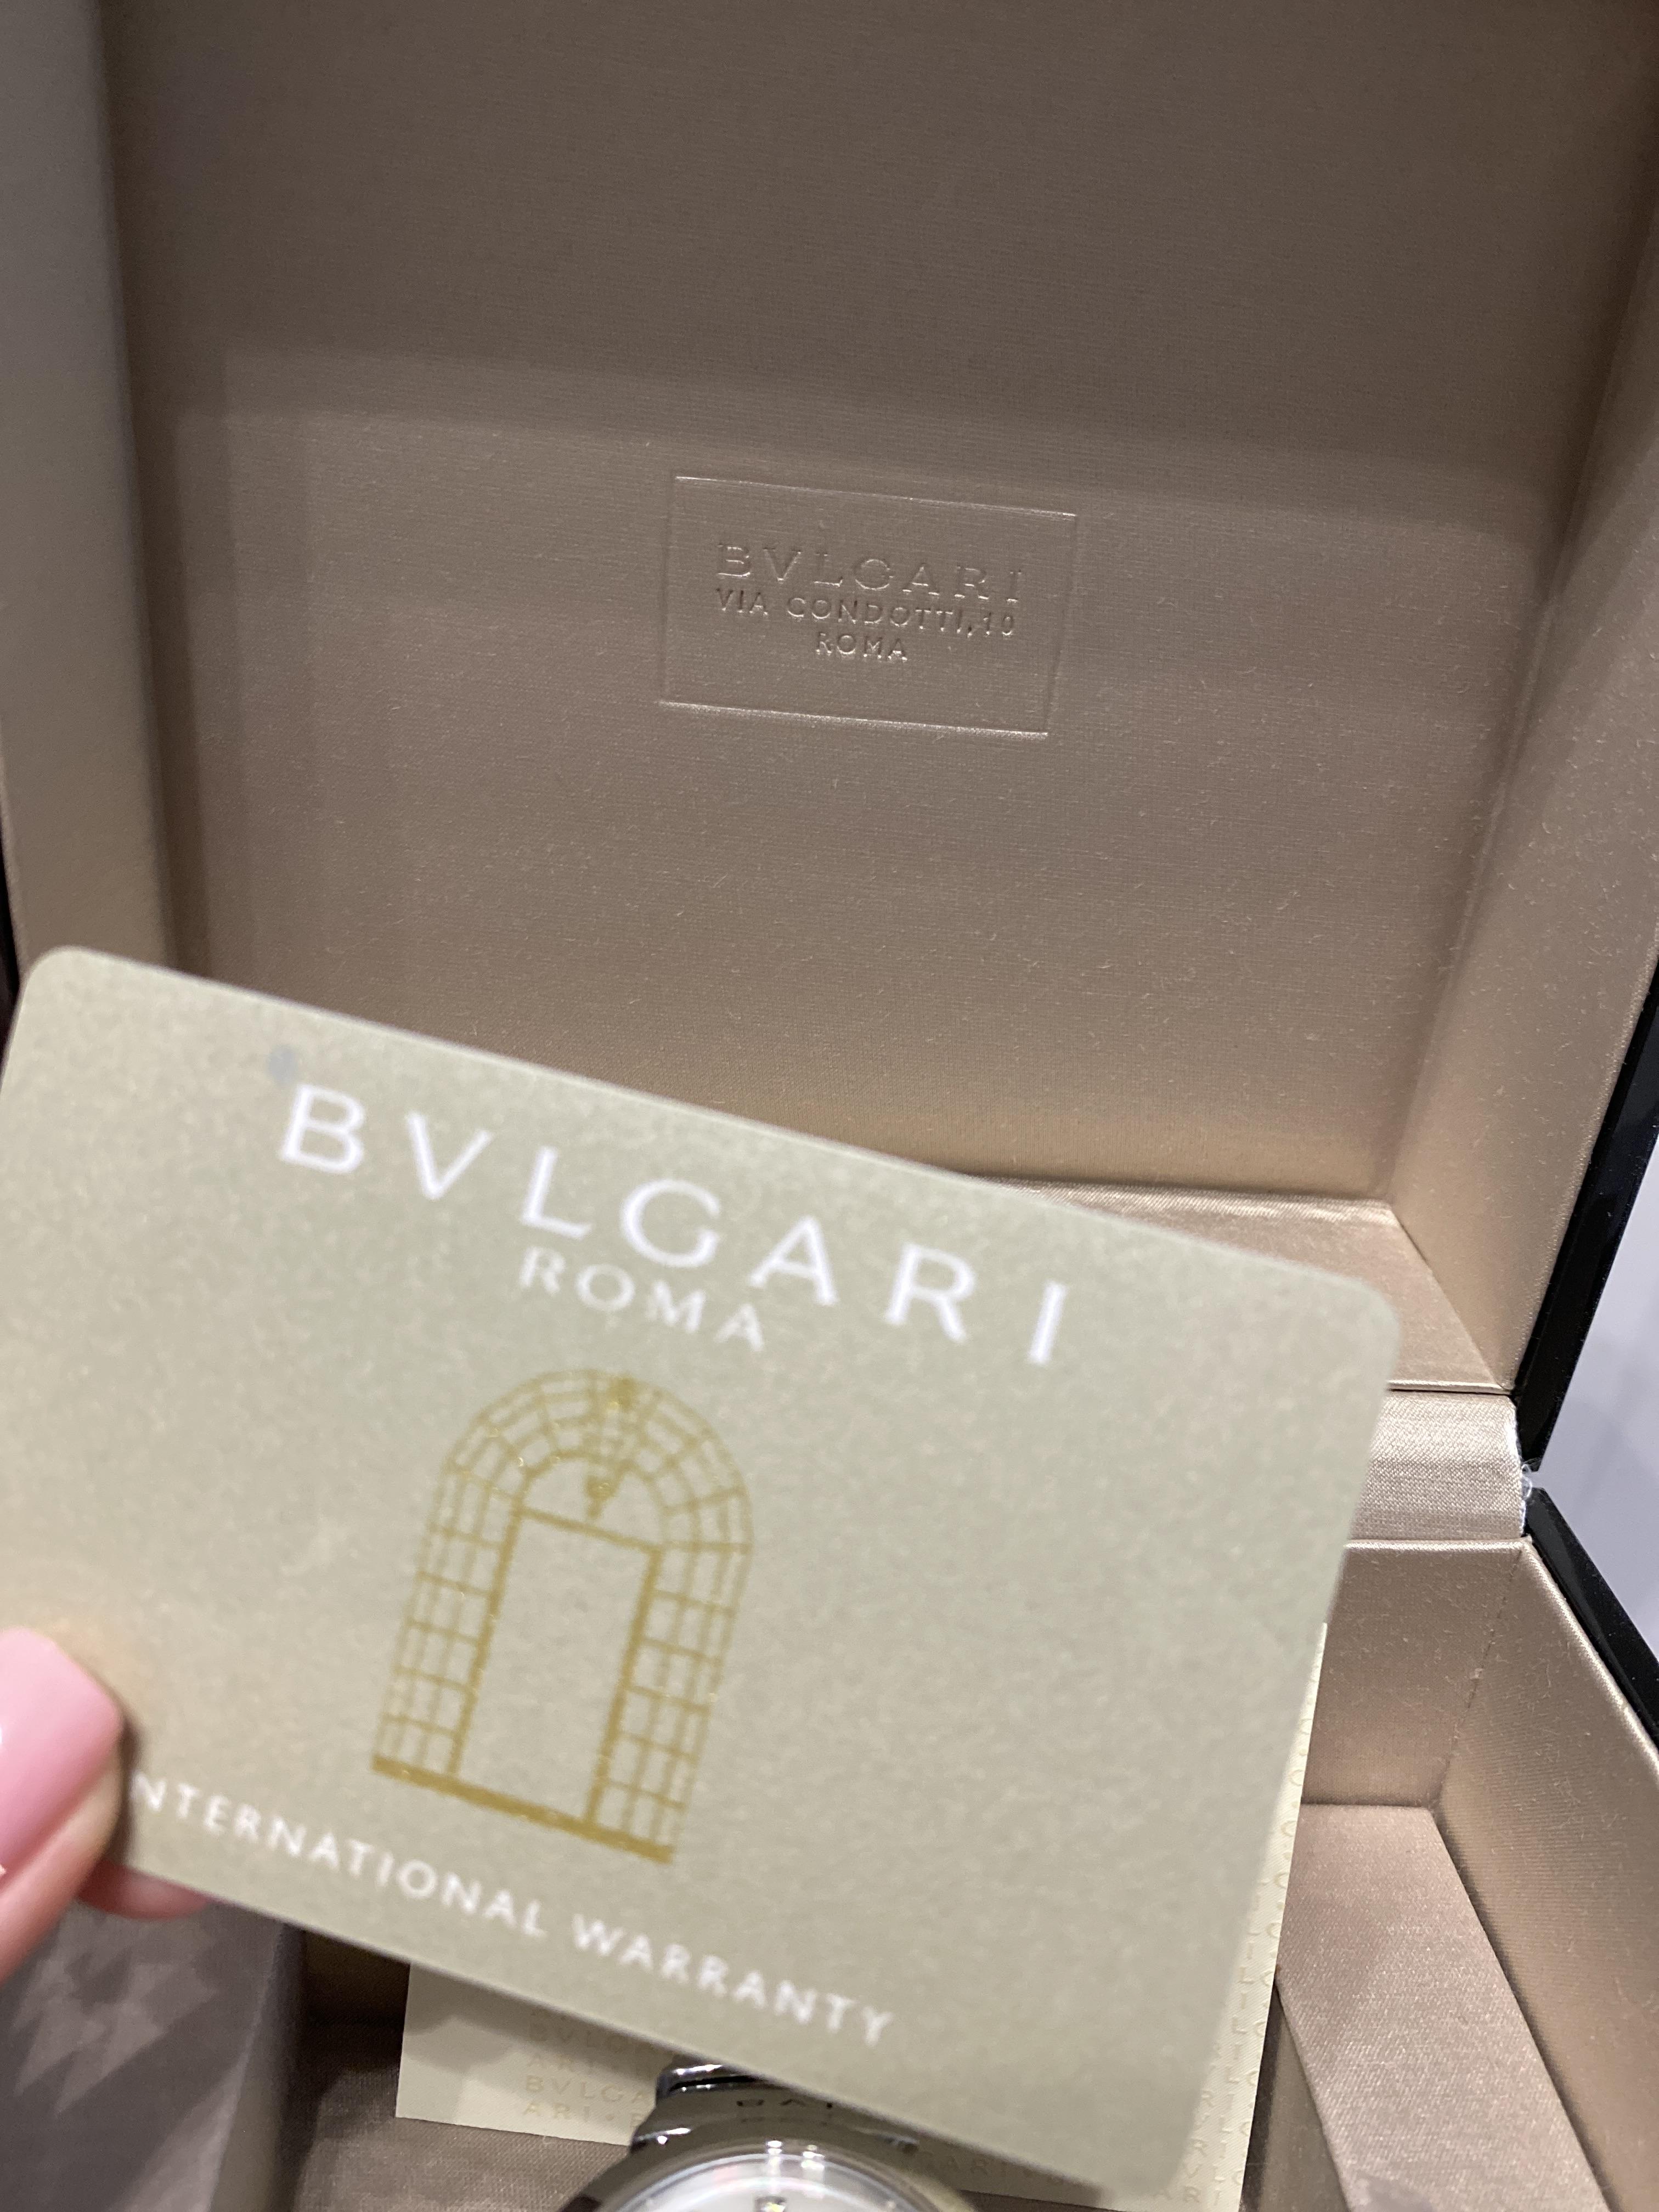 BVLGARI
VIA CONDOTTI, 10
ROMA
BVLGARI
ROMA
INTERNATIONAL WARRANTY